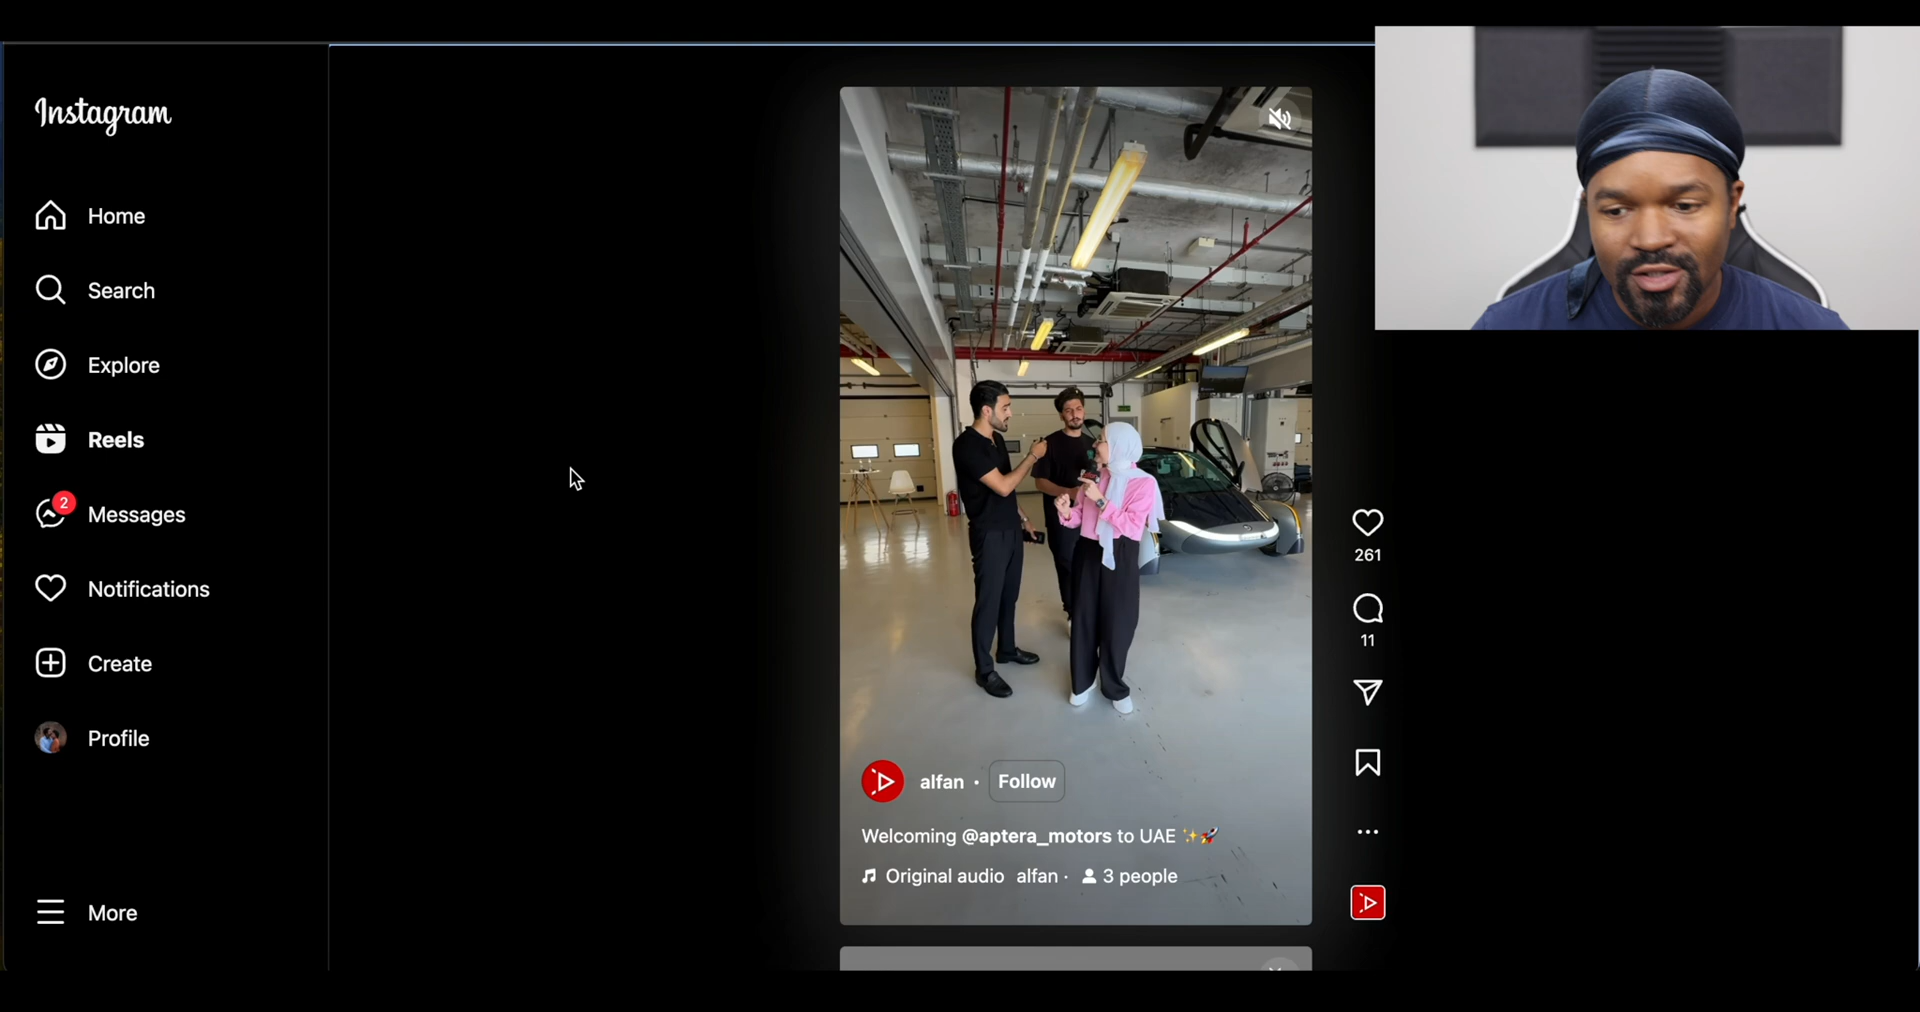 Instagram
Home
Search
Explore
Reels
2
Messages
Notifications
Create
Profile
More
alfan · Follow
Welcoming @aptera_motors to UAE ✨🚀
Original audio alfan · 3 people
261
11